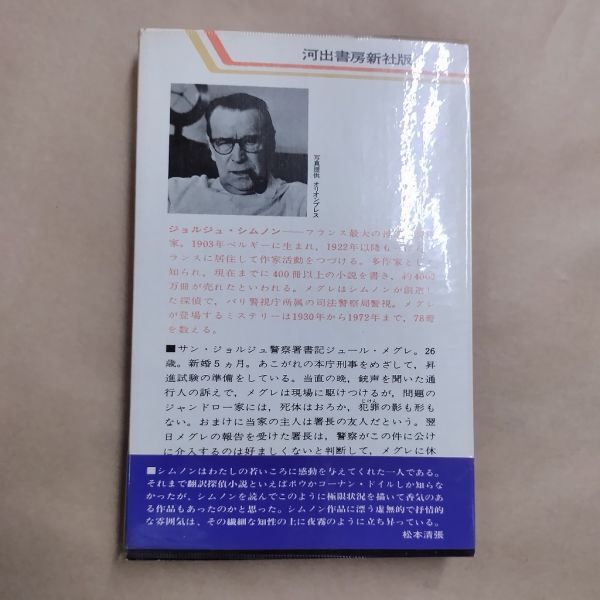 河出書房新社版
写真提供 オリオンプレス
ジョルジュ・シムノン――フランス最大の
家。1903年ベルギーに生まれ，1922年以降
ランスに居住して作家活動をつづける。多作家とし
知られ，現在までに400冊以上の小説を書き，約
万冊が売れたといわれる。メグレはシムノンが創造し
た探偵で，パリ警視庁所属の司法警察局警視。メグレ
が登場するミステリーは1930年から1972年まで，78篇
を数える。
■サン・ジョルジュ警察署書記ジュール・メグレ。26
歳。新婚5ヵ月。あこがれの本庁刑事をめざして，昇
進試験の準備をしている。当直の晩，銃声を聞いた通
行人の訴えで，メグレは現場に駆けつけるが，問題の
ジャンドロー家には，死体はおろか，犯罪の影も形も
ない。おまけに当家の主人は署長の友人だという。翌
日メグレの報告を受けた署長は，警察がこの件に公け
に介入するのは好ましくないと判断して，メグレに休
■シムノンはわたしの若いころに感動を与えてくれた一人である。
それまで翻訳探偵小説といえばポウかコーナン・ドイルしか知らな
かったが，シムノンを読んでこのように極限状況を描いて香気のあ
る作品もあったのかと思った。シムノン作品に漂う虚無的で抒情的
な雰囲気は，その繊細な知性の上に夜霧のように立ち昇っている。
松本清張